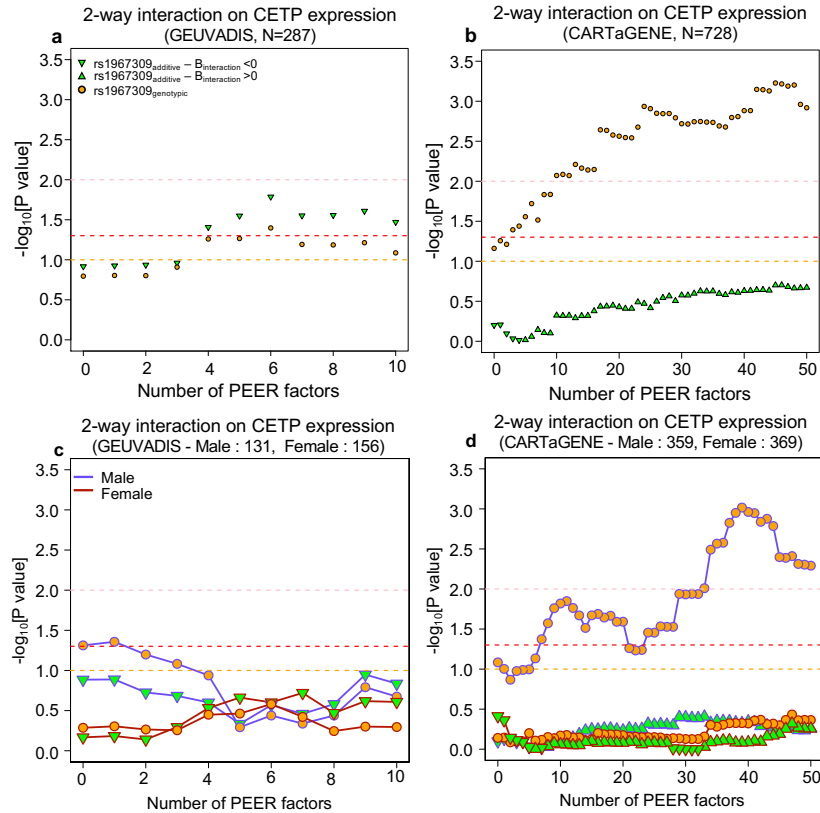 2-way interaction on CETP expression
(GEUVADIS, N=287)
a
rs1967309additive – Binteraction <0
rs1967309additive – Binteraction >0
rs1967309genotypic
3.5
3.0
2.5
2.0
1.5
1.0
0.5
0.0
-log10[P value]
0 2 4 6 8 10
Number of PEER factors
2-way interaction on CETP expression
(CARTaGENE, N=728)
b
3.5
3.0
2.5
2.0
1.5
1.0
0.5
0.0
-log10[P value]
0 10 20 30 40 50
Number of PEER factors
2-way interaction on CETP expression
(GEUVADIS - Male : 131, Female : 156)
c
Male
Female
3.5
3.0
2.5
2.0
1.5
1.0
0.5
0.0
-log10[P value]
0 2 4 6 8 10
Number of PEER factors
2-way interaction on CETP expression
(CARTaGENE - Male : 359, Female : 369)
d
3.5
3.0
2.5
2.0
1.5
1.0
0.5
0.0
-log10[P value]
0 10 20 30 40 50
Number of PEER factors